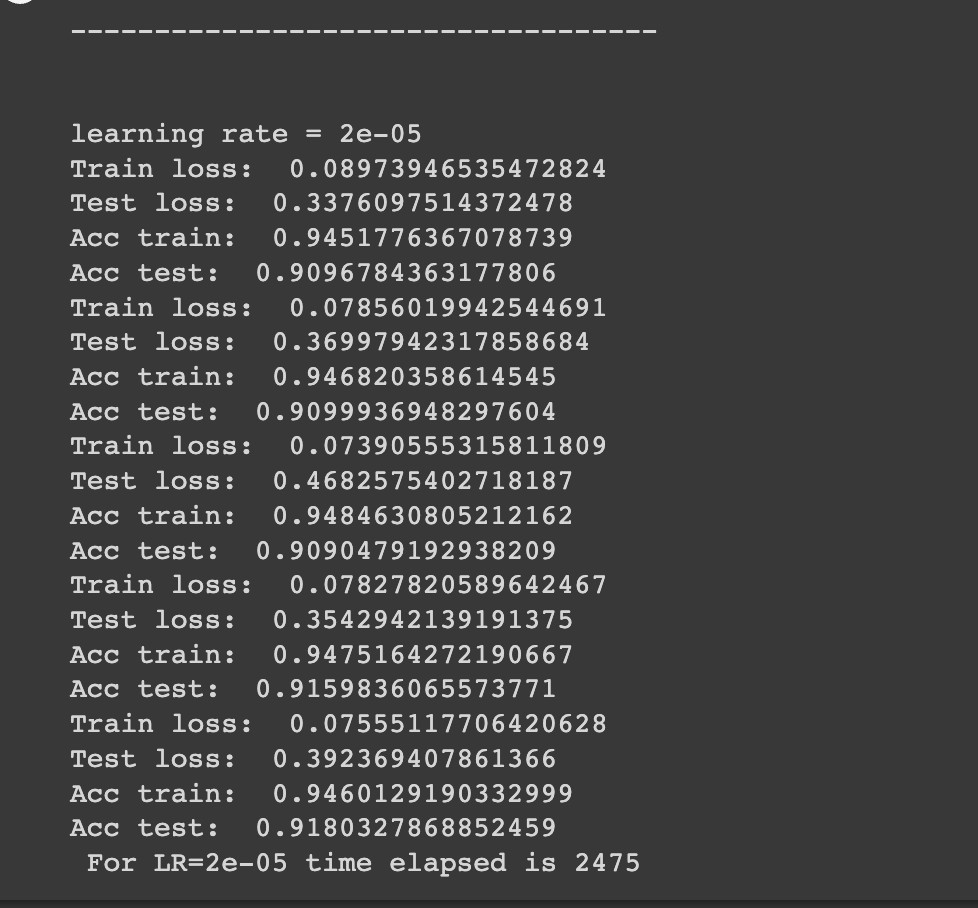 -----------------------------------
learning rate = 2e-05
Train loss:  0.08973946535472824
Test loss:  0.3376097514372478
Acc train:  0.9451776367078739
Acc test:  0.9096784363177806
Train loss:  0.07856019942544691
Test loss:  0.36997942317858684
Acc train:  0.946820358614545
Acc test:  0.9099936948297604
Train loss:  0.07390555315811809
Test loss:  0.4682575402718187
Acc train:  0.9484630805212162
Acc test:  0.9090479192938209
Train loss:  0.07827820589642467
Test loss:  0.3542942139191375
Acc train:  0.9475164272190667
Acc test:  0.9159836065573771
Train loss:  0.07555117706420628
Test loss:  0.392369407861366
Acc train:  0.9460129190332999
Acc test:  0.9180327868852459
 For LR=2e-05 time elapsed is 2475